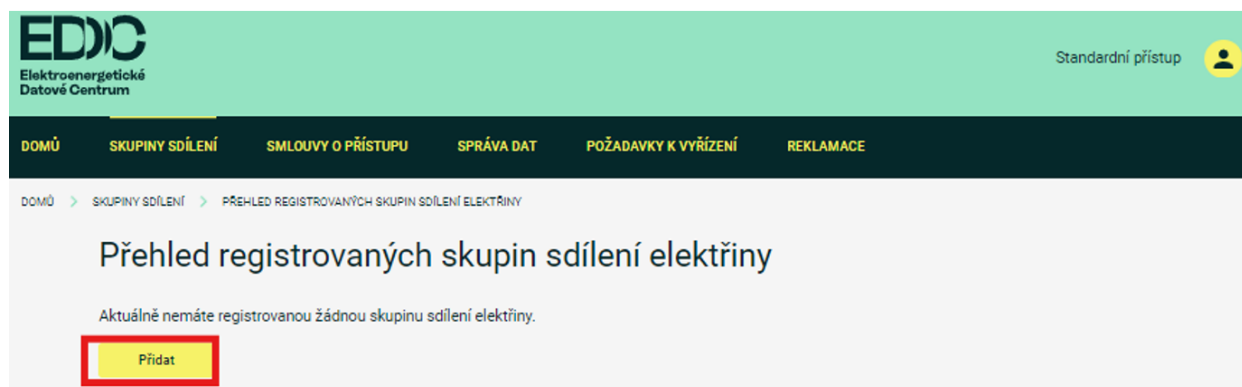 EDC
Elektroenergetické
Datové Centrum
Standardní přístup
DOMŮ SKUPINY SDÍLENÍ SMLOUVY O PŘÍSTUPU SPRÁVA DAT POŽADAVKY K VYŘÍZENÍ REKLAMACE
DOMŮ > SKUPINY SDÍLENÍ > PŘEHLED REGISTROVANÝCH SKUPIN SDÍLENÍ ELEKTŘINY
Přehled registrovaných skupin sdílení elektřiny
Aktuálně nemáte registrovanou žádnou skupinu sdílení elektřiny.
Přidat